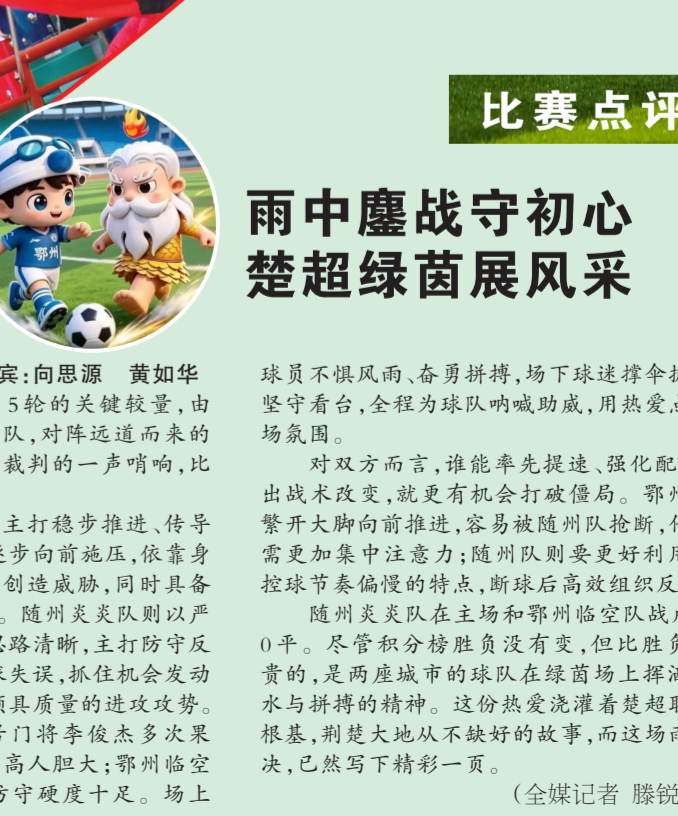 比赛点评
雨中鏖战守初心
楚超绿茵展风采
鄂州
宾:向思源 黄如华
5轮的关键较量,由
队,对阵远道而来的
裁判的一声哨响,比
主打稳步推进、传导
逐步向前施压,依靠身
创造威胁,同时具备
。随州炎炎队则以严
思路清晰,主打防守反
失误,抓住机会发动
颇具质量的进攻攻势。
门将李俊杰多次果
高人胆大;鄂州临空
防守硬度十足。场上
球员不惧风雨、奋勇拼搏,场下球迷撑伞
坚守看台,全程为球队呐喊助威,用热爱点
场氛围。
对双方而言,谁能率先提速、强化配
出战术改变,就更有机会打破僵局。鄂州
繁开大脚向前推进,容易被随州队抢断,
需更加集中注意力;随州队则要更好利用
控球节奏偏慢的特点,断球后高效组织反
随州炎炎队在主场和鄂州临空队战
0平。尽管积分榜胜负没有变,但比胜负
贵的,是两座城市的球队在绿茵场上挥洒
水与拼搏的精神。这份热爱浇灌着楚超联
根基,荆楚大地从不缺好的故事,而这场雨
决,已然写下精彩一页。
(全媒记者 滕锐